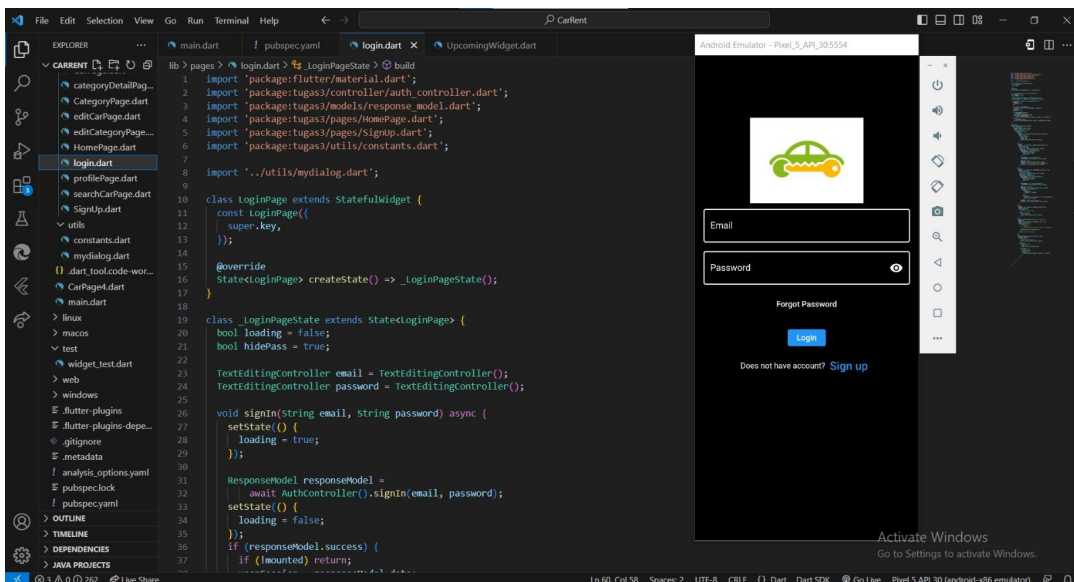 File Edit Selection View Go Run Terminal Help
CarRent
EXPLORER
main.dart
pubspec.yaml
login.dart
UpcomingWidget.dart
CARRENT
categoryDetailPag...
CategoryPage.dart
editCarPage.dart
editCategoryPage....
HomePage.dart
login.dart
profilePage.dart
searchCarPage.dart
SignUp.dart
utils
constants.dart
mydialog.dart
.dart_tool.code-wor...
CarPage4.dart
main.dart
linux
macos
test
widget_test.dart
web
windows
.flutter-plugins
.flutter-plugins-depe...
.gitignore
.metadata
analysis_options.yaml
pubspec.lock
pubspec.yaml
OUTLINE
TIMELINE
DEPENDENCIES
JAVA PROJECTS
lib > pages > login.dart > _LoginPageState > build
1 import 'package:flutter/material.dart';
2 import 'package:tugas3/controller/auth_controller.dart';
3 import 'package:tugas3/models/response_model.dart';
4 import 'package:tugas3/pages/HomePage.dart';
5 import 'package:tugas3/pages/SignUp.dart';
6 import 'package:tugas3/utils/constants.dart';
7
8 import '../utils/mydialog.dart';
9
10 class LoginPage extends StatefulWidget {
11 const LoginPage({
12 super.key,
13 });
14
15 @override
16 State<LoginPage> createState() => _LoginPageState();
17 }
18
19 class _LoginPageState extends State<LoginPage> {
20 bool loading = false;
21 bool hidePass = true;
22
23 TextEditingController email = TextEditingController();
24 TextEditingController password = TextEditingController();
25
26 void signIn(String email, String password) async {
27 setState(() {
28 loading = true;
29 });
30
31 ResponseModel responseModel =
32 await AuthController().signIn(email, password);
33 setState(() {
34 loading = false;
35 });
36 if (responseModel.success) {
37 if (!mounted) return;
Android Emulator - Pixel_5_API_30:5554
Email
Password
Forgot Password
Login
Does not have account? Sign up
Activate Windows
Go to Settings to activate Windows.
3 0 262 Live Share
Ln 60, Col 58 Spaces: 2 UTF-8 CRLF {} Dart Dart SDK Go Live Pixel 5 API 30 (android-x86 emulator)